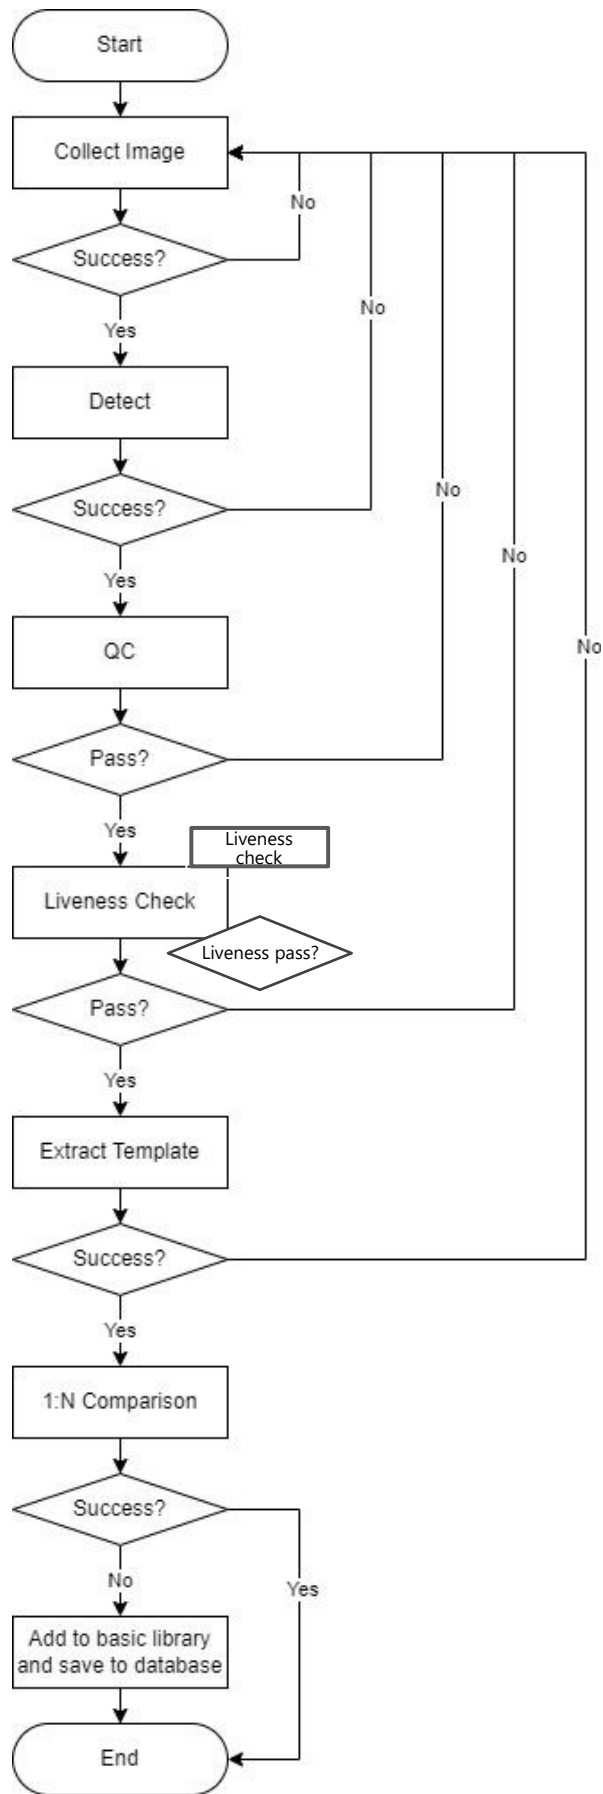 Start
Collect Image
No
Success?
No
Yes
Detect
No
Success?
No
Yes
No
QC
Pass?
Yes
Liveness
check
Liveness Check
Liveness pass?
Pass?
Yes
Extract Template
Success?
Yes
1:N Comparison
Success?
No
Yes
Add to basic library
and save to database
End